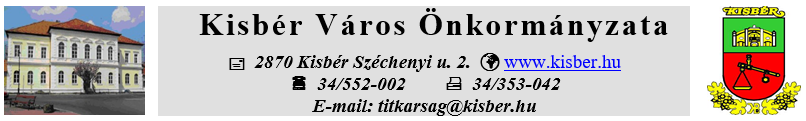 Kisbér Város Önkormányzata
2870 Kisbér Széchenyi u. 2. www.kisber.hu
34/552-002 34/353-042
E-mail: titkarsag@kisber.hu
KISBÉR